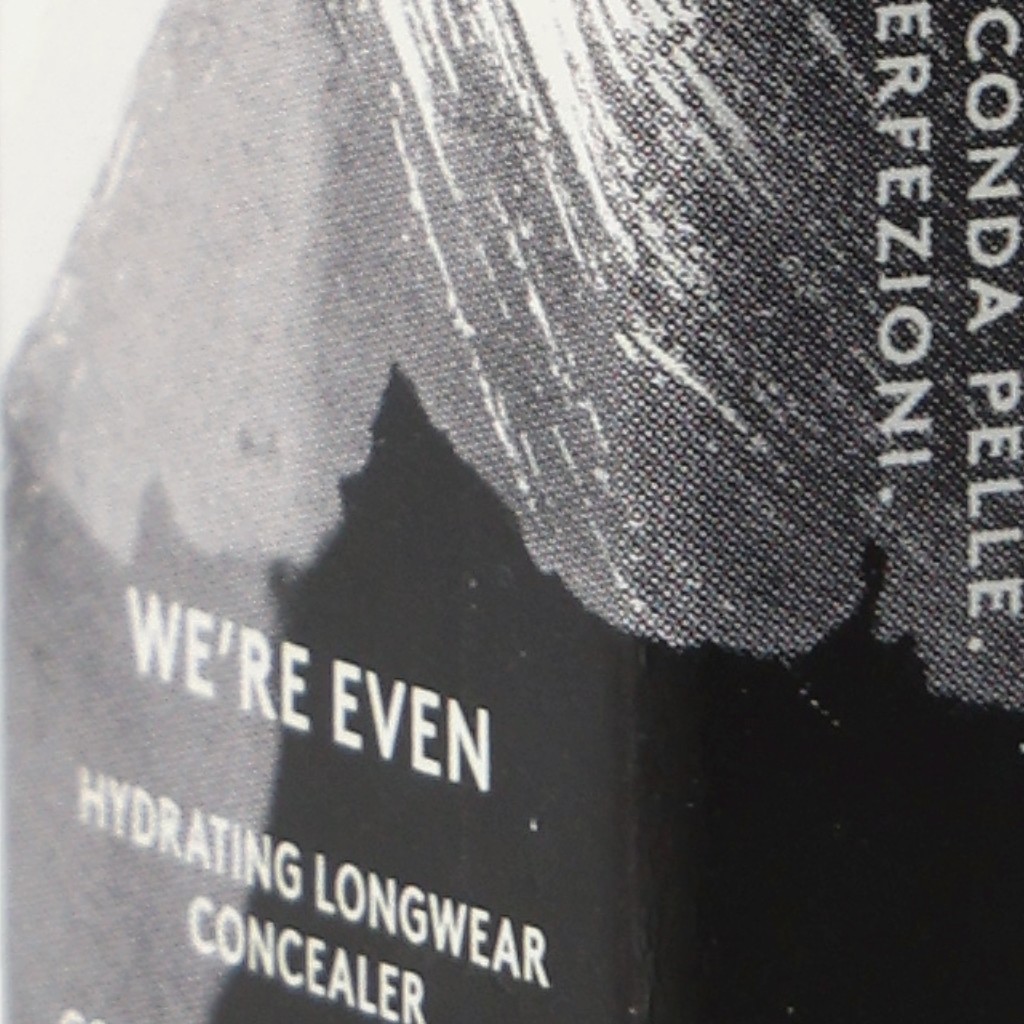 WE'RE EVEN
HYDRATING LONGWEAR
CONCEALER
CONDA PELLE.
ERFEZIONI.